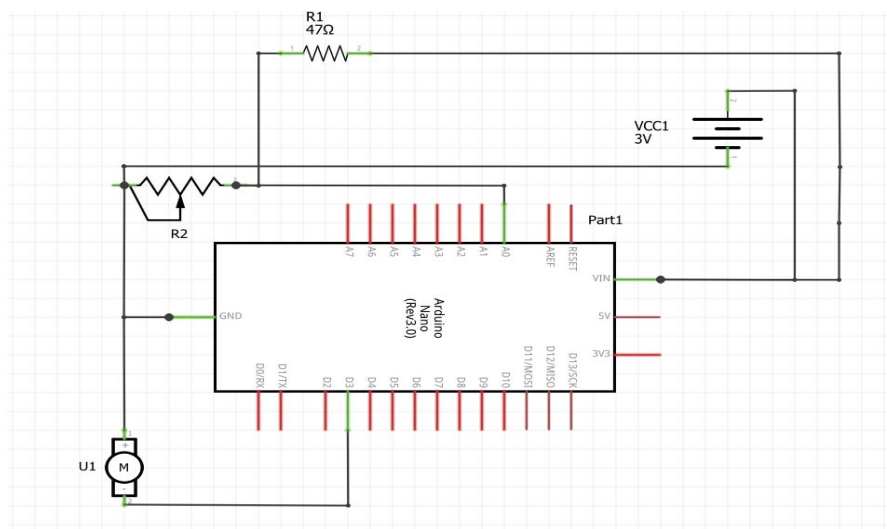 R1
47Ω
1
2
VCC1
3V
2
1
R2
Part1
A7
A6
A5
A4
A3
A2
A1
A0
AREF
RESET
VIN
5V
3V3
GND
Arduino
Nano
(Rev3.0)
D0/RX
D1/TX
D2
D3
D4
D5
D6
D7
D8
D9
D10
D11/MOSI
D12/MISO
D13/SCK
U1
1
+
M
-